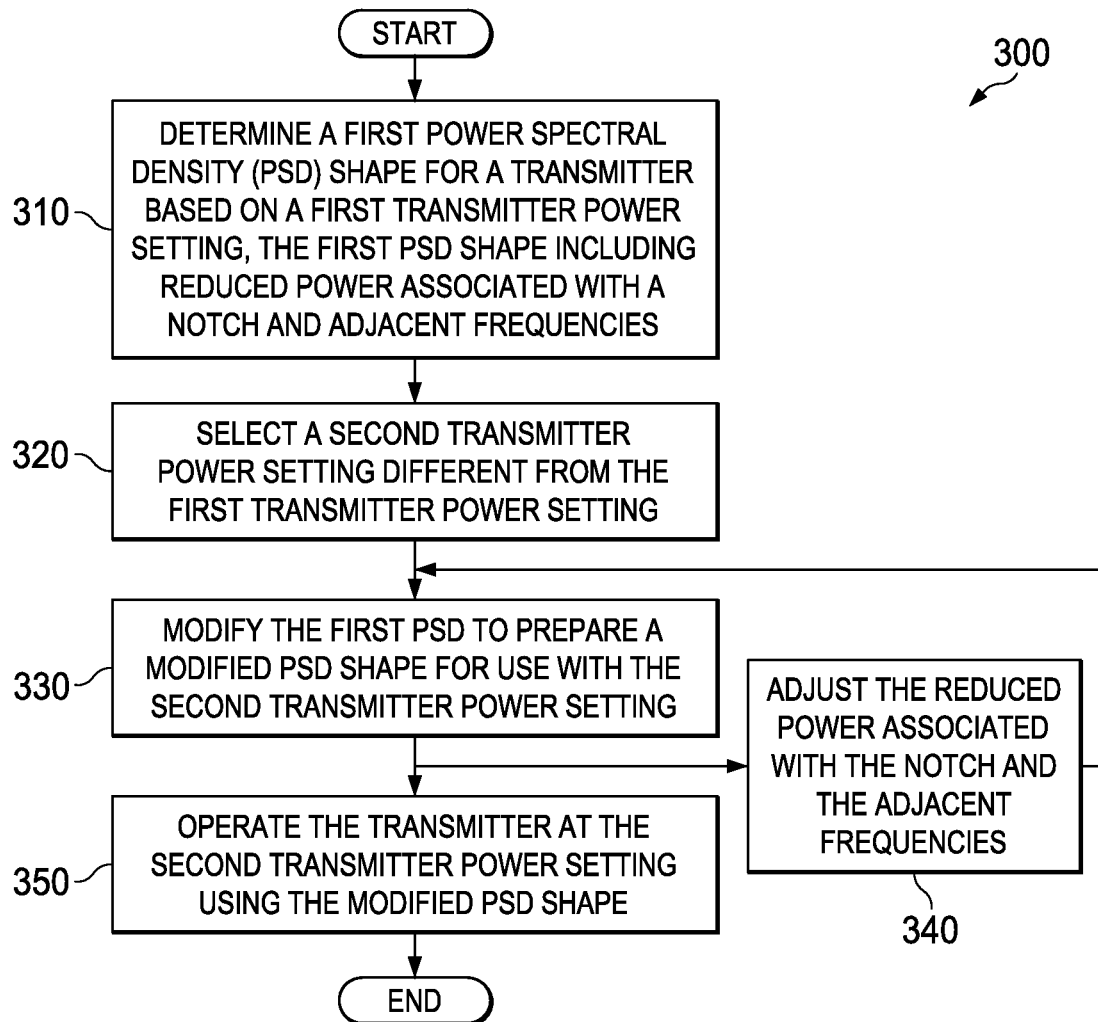 START
300
310
DETERMINE A FIRST POWER SPECTRAL
DENSITY (PSD) SHAPE FOR A TRANSMITTER
BASED ON A FIRST TRANSMITTER POWER
SETTING, THE FIRST PSD SHAPE INCLUDING
REDUCED POWER ASSOCIATED WITH A
NOTCH AND ADJACENT FREQUENCIES
320
SELECT A SECOND TRANSMITTER
POWER SETTING DIFFERENT FROM THE
FIRST TRANSMITTER POWER SETTING
330
MODIFY THE FIRST PSD TO PREPARE A
MODIFIED PSD SHAPE FOR USE WITH THE
SECOND TRANSMITTER POWER SETTING
ADJUST THE REDUCED
POWER ASSOCIATED
WITH THE NOTCH AND
THE ADJACENT
FREQUENCIES
340
350
OPERATE THE TRANSMITTER AT THE
SECOND TRANSMITTER POWER SETTING
USING THE MODIFIED PSD SHAPE
END